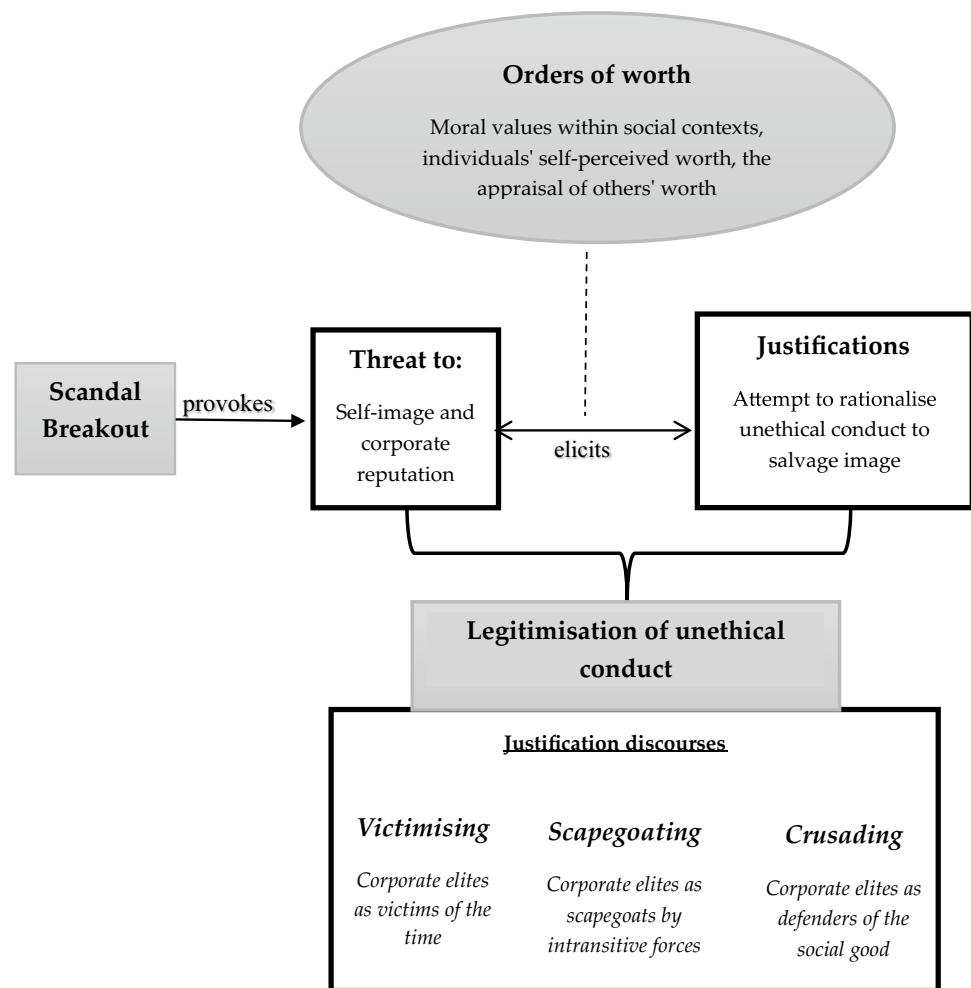 Orders of worth
Moral values within social contexts,
individuals' self-perceived worth, the
appraisal of others' worth
Scandal
Breakout
provokes
Threat to:
Self-image and
corporate
reputation
elicits
Justifications
Attempt to rationalise
unethical conduct to
salvage image
Legitimisation of unethical
conduct
Justification discourses
Victimising
Corporate elites
as victims of the
time
Scapegoating
Corporate elites as
scapegoats by
intransitive forces
Crusading
Corporate elites as
defenders of the
social good